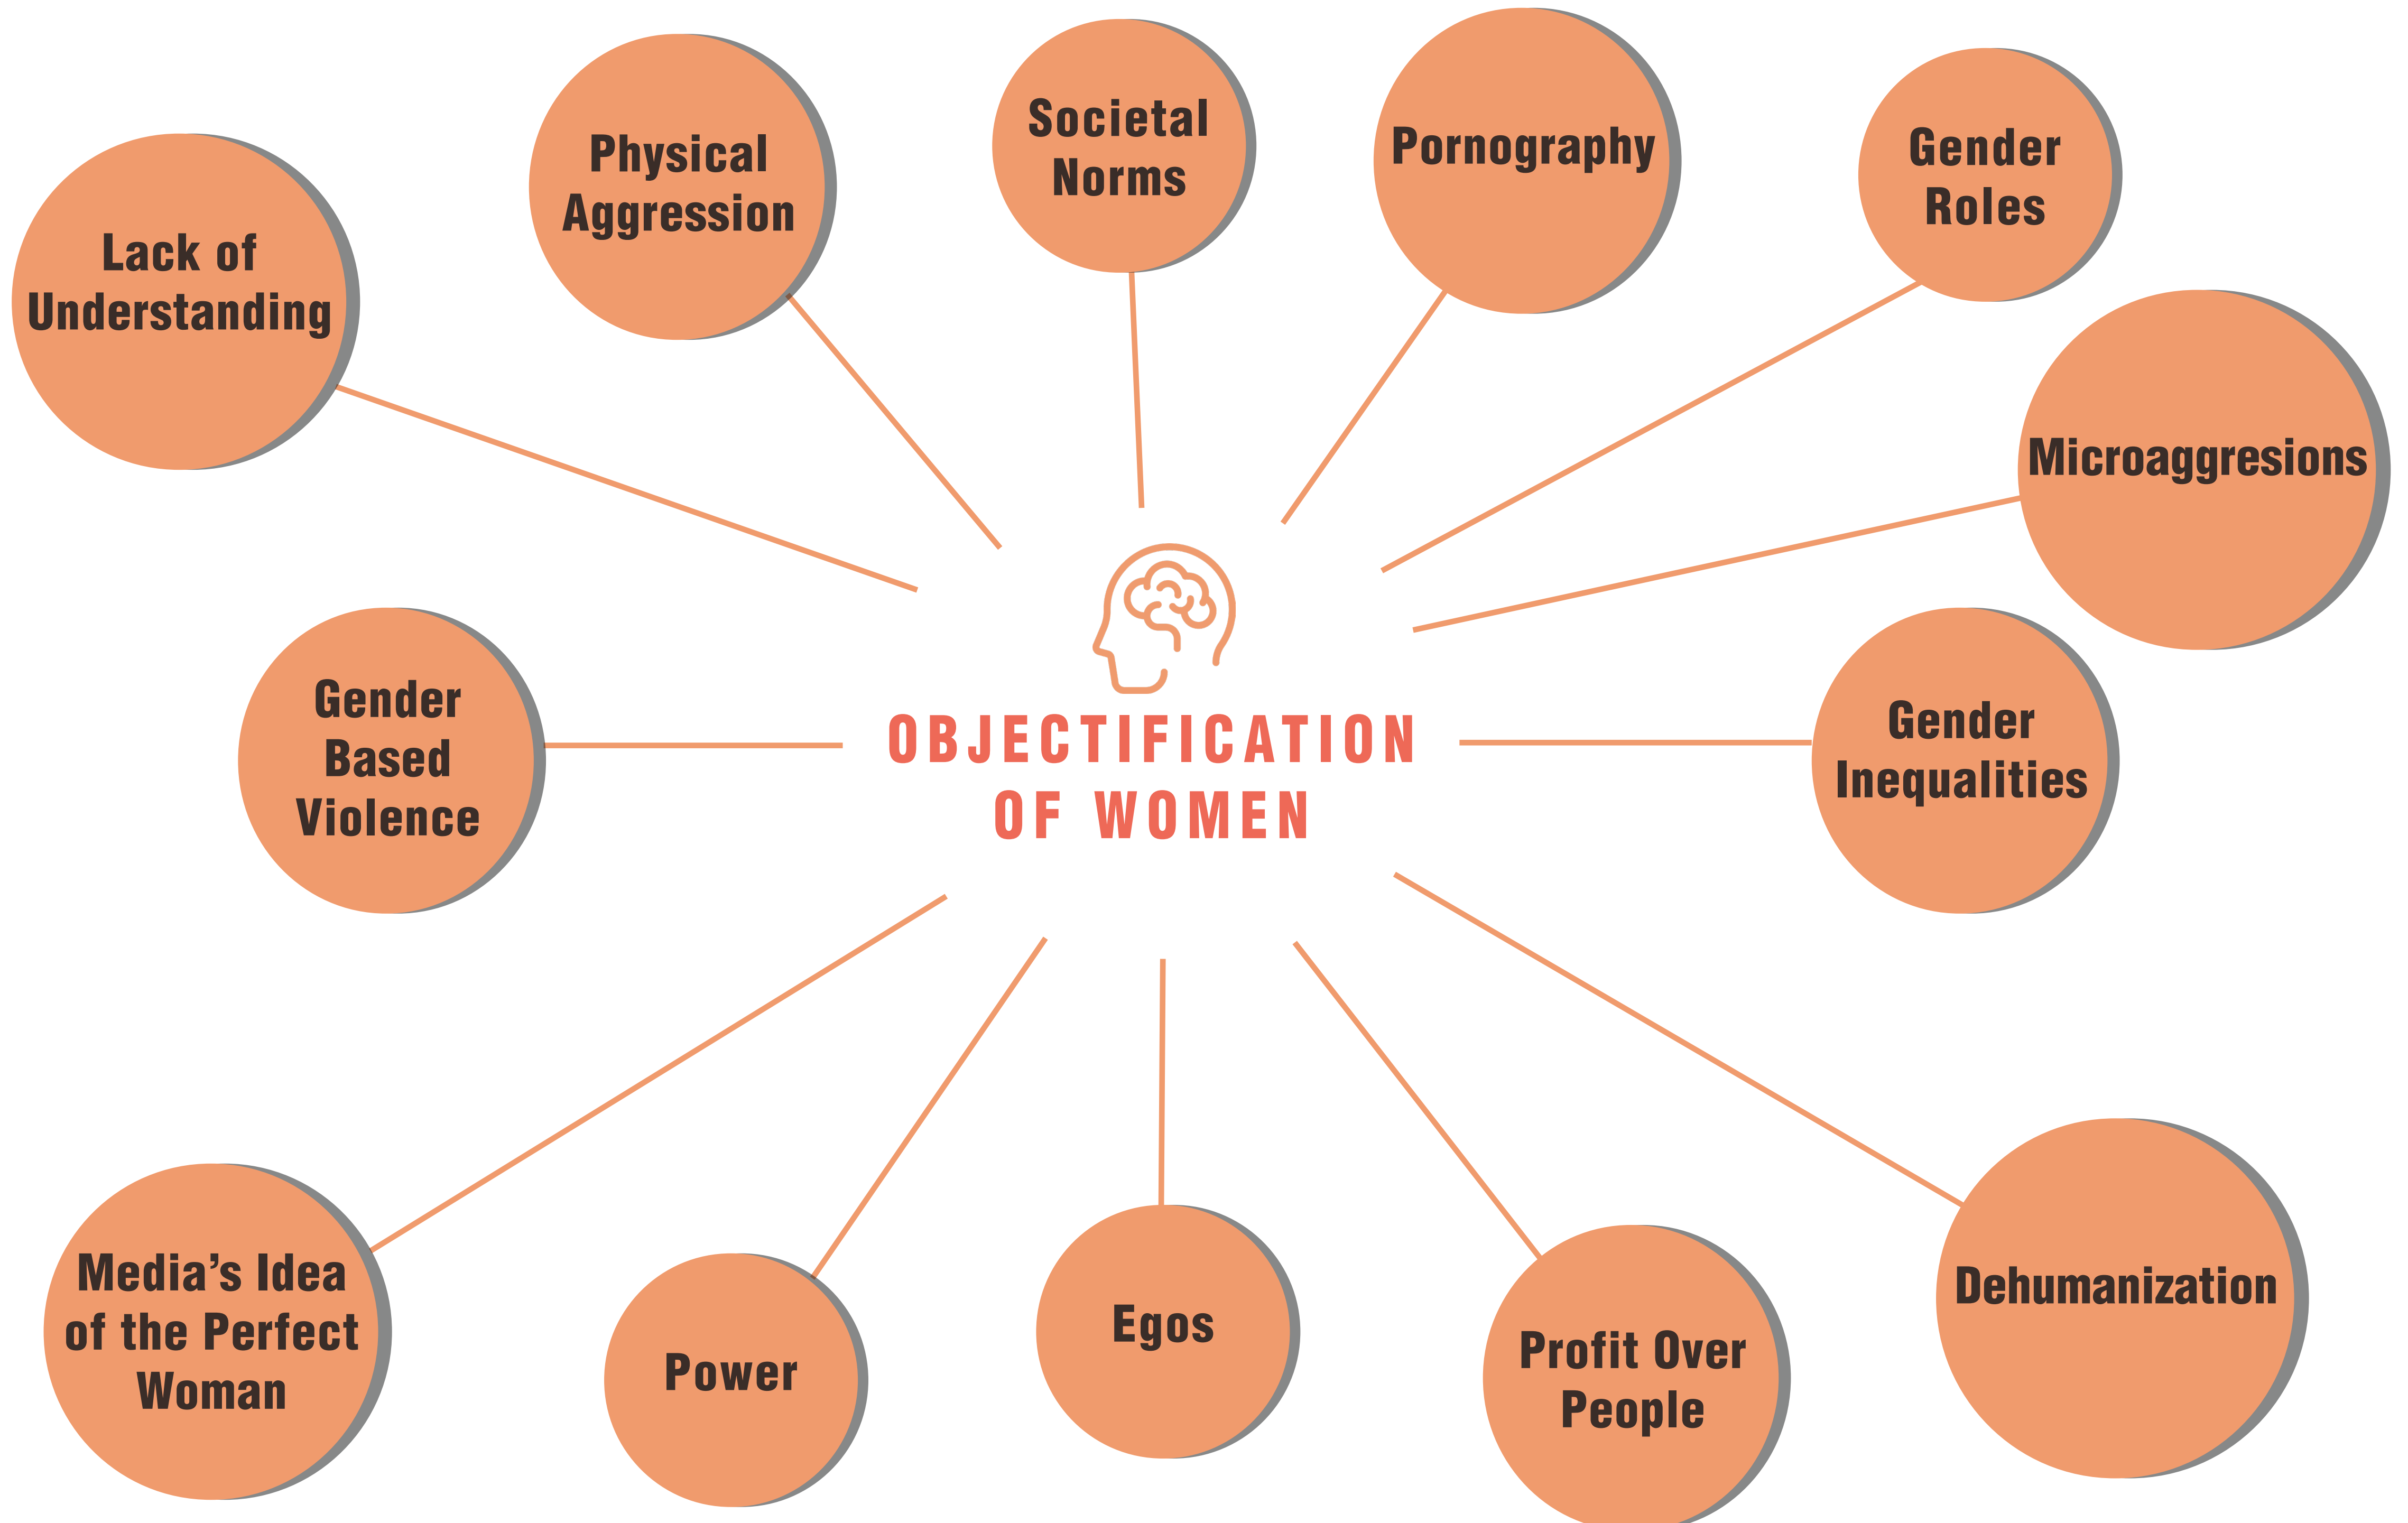 Societal
Norms
Pornography
Gender
Roles
Physical
Aggression
Lack of
Understanding
Microaggresions
Gender
Based
Violence
OBJECTIFICATION
OF WOMEN
Gender
Inequalities
Media’s Idea
of the Perfect
Woman
Power
Egos
Profit Over
People
Dehumanization